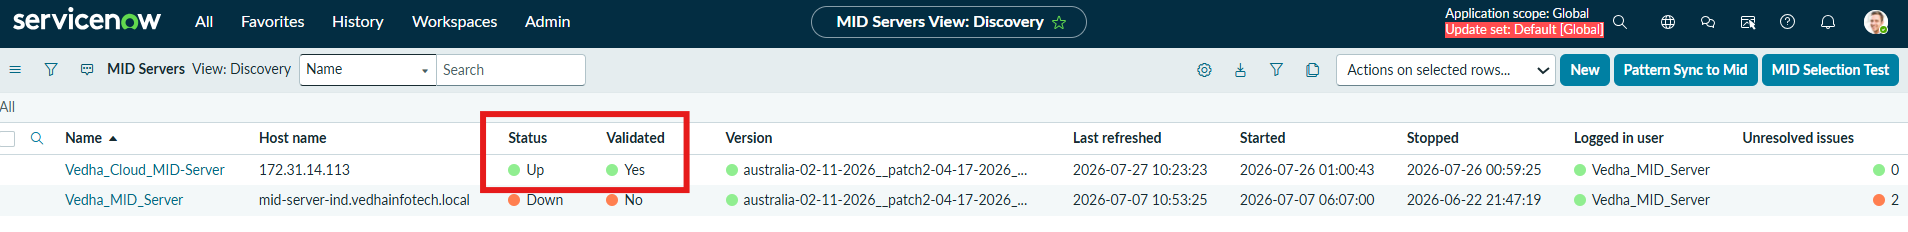 servicenow All Favorites History Workspaces Admin MID Servers View: Discovery Application scope: Global
Update set: Default [Global]
MID Servers View: Discovery Name Search Actions on selected rows... New Pattern Sync to Mid MID Selection Test
All
Name Host name Status Validated Version Last refreshed Started Stopped Logged in user Unresolved issues
Vedha_Cloud_MID-Server 172.31.14.113 Up Yes australia-02-11-2026__patch2-04-17-2026_... 2026-07-27 10:23:23 2026-07-26 01:00:43 2026-07-26 00:59:25 Vedha_MID_Server 0
Vedha_MID_Server mid-server-ind.vedhainfotech.local Down No australia-02-11-2026__patch2-04-17-2026_... 2026-07-07 10:53:25 2026-07-07 06:07:00 2026-06-22 21:47:19 Vedha_MID_Server 2